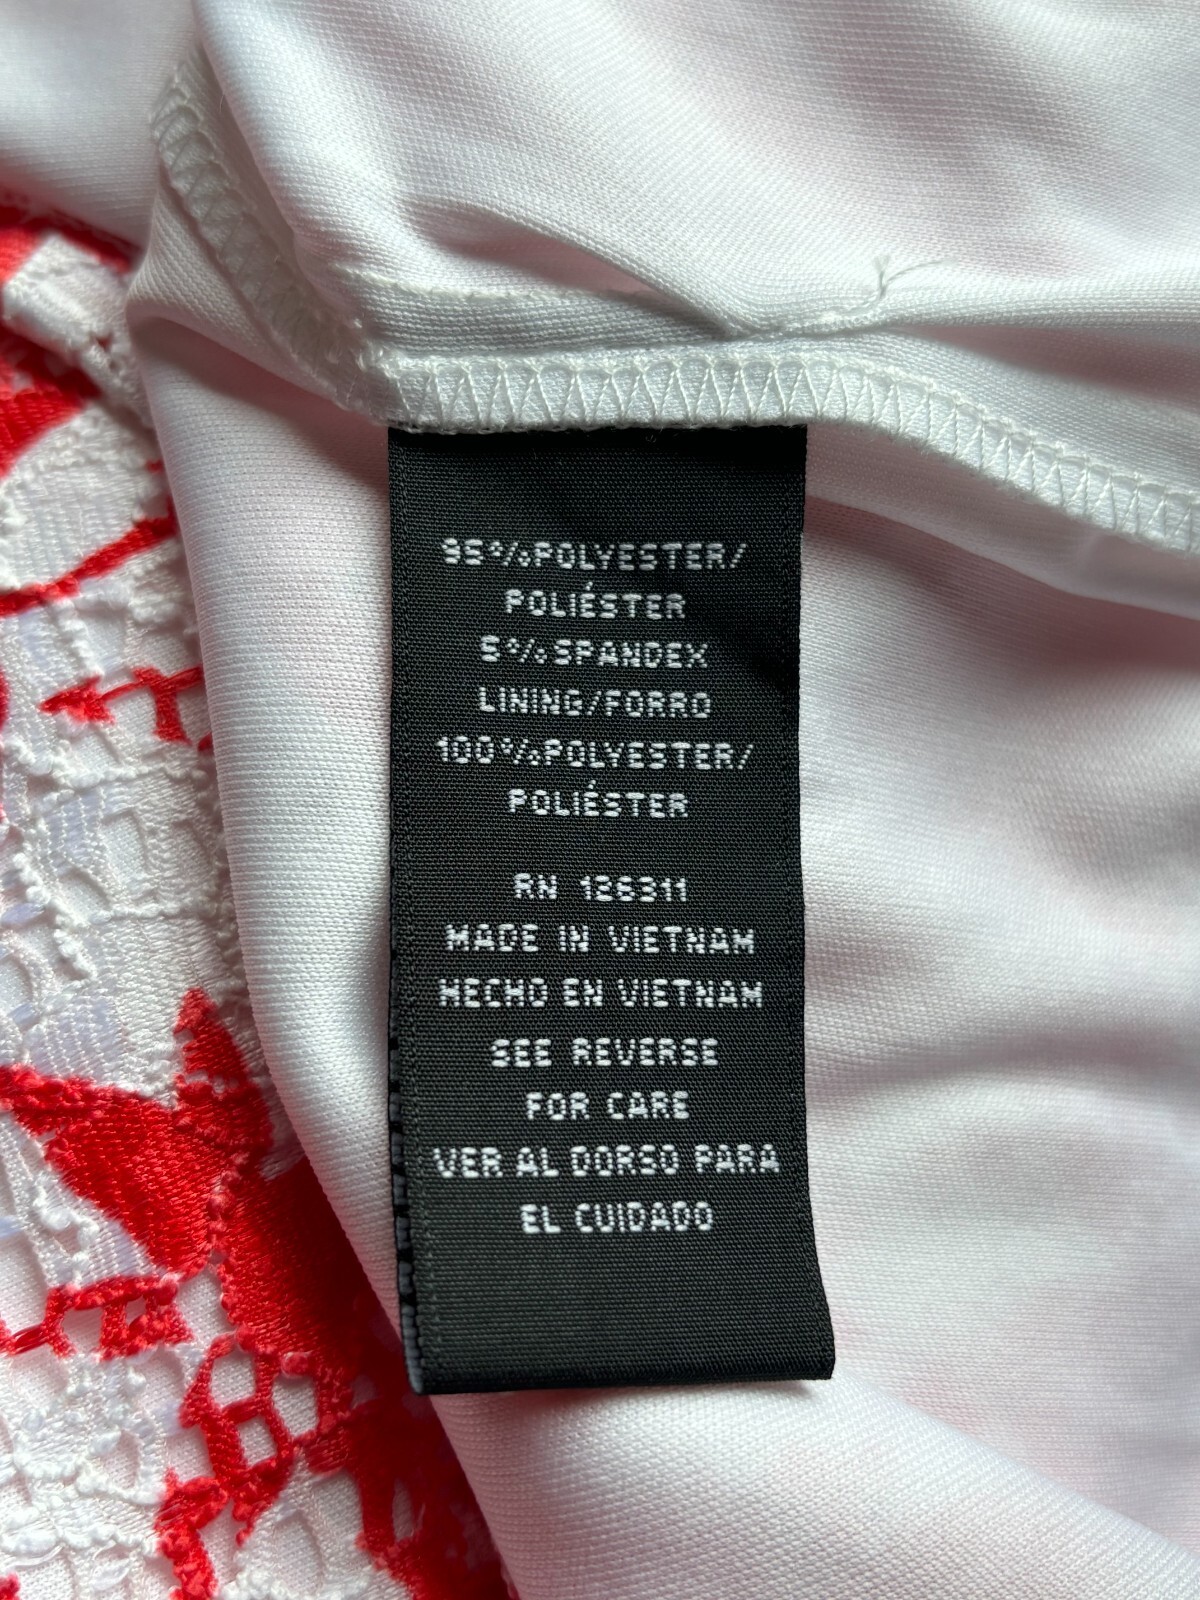 95%POLYESTER/
POLIÉSTER
5%SPANDEX
LINING/FORRO
100%POLYESTER/
POLIÉSTER
RN 126311
MADE IN VIETNAM
HECHO EN VIETNAM
SEE REVERSE
FOR CARE
VER AL DORSO PARA
EL CUIDADO